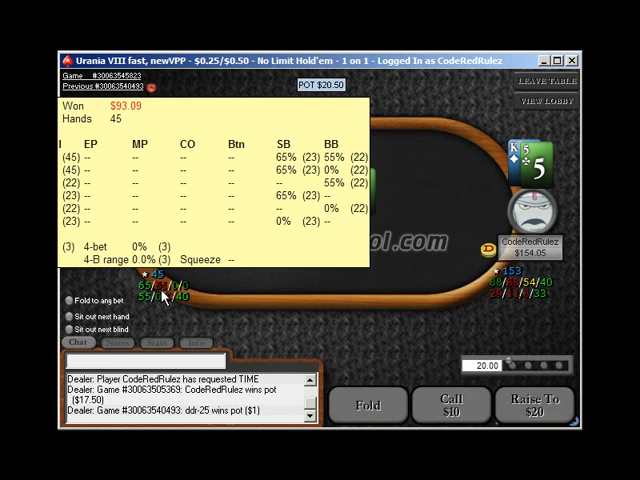 Urania VIII fast, newVPP - $0.25/$0.50 - No Limit Hold'em - 1 on 1 - Logged In as CodeRedRulez
Game #30063545823
Previous #30063540493
POT $20.50
LEAVE TABLE
VIEW LOBBY
Won $93.09
Hands 45
EP MP CO Btn SB BB
(45) -- -- -- -- 65% (23) 55% (22)
(45) -- -- -- -- 65% (23) 0% (22)
(22) -- -- -- -- -- 55% (22)
(23) -- -- -- -- 65% (23) --
(22) -- -- -- -- -- 0% (22)
(23) -- -- -- -- 0% (23) --
(3) 4-bet 0% (3)
4-B range 0.0% (3) Squeeze --
K 5
5
ol.com
D
CodeRedRulez
$154.05
45
153
Fold to any bet
Sit out next hand
Sit out next blind
Chat Notes Stats Info
20.00
Dealer: Player CodeRedRulez has requested TIME
Dealer: Game #30063505369: CodeRedRulez wins pot
($17.50)
Dealer: Game #30063540493: ddr-25 wins pot ($1)
Fold
Call
$10
Raise To
$20